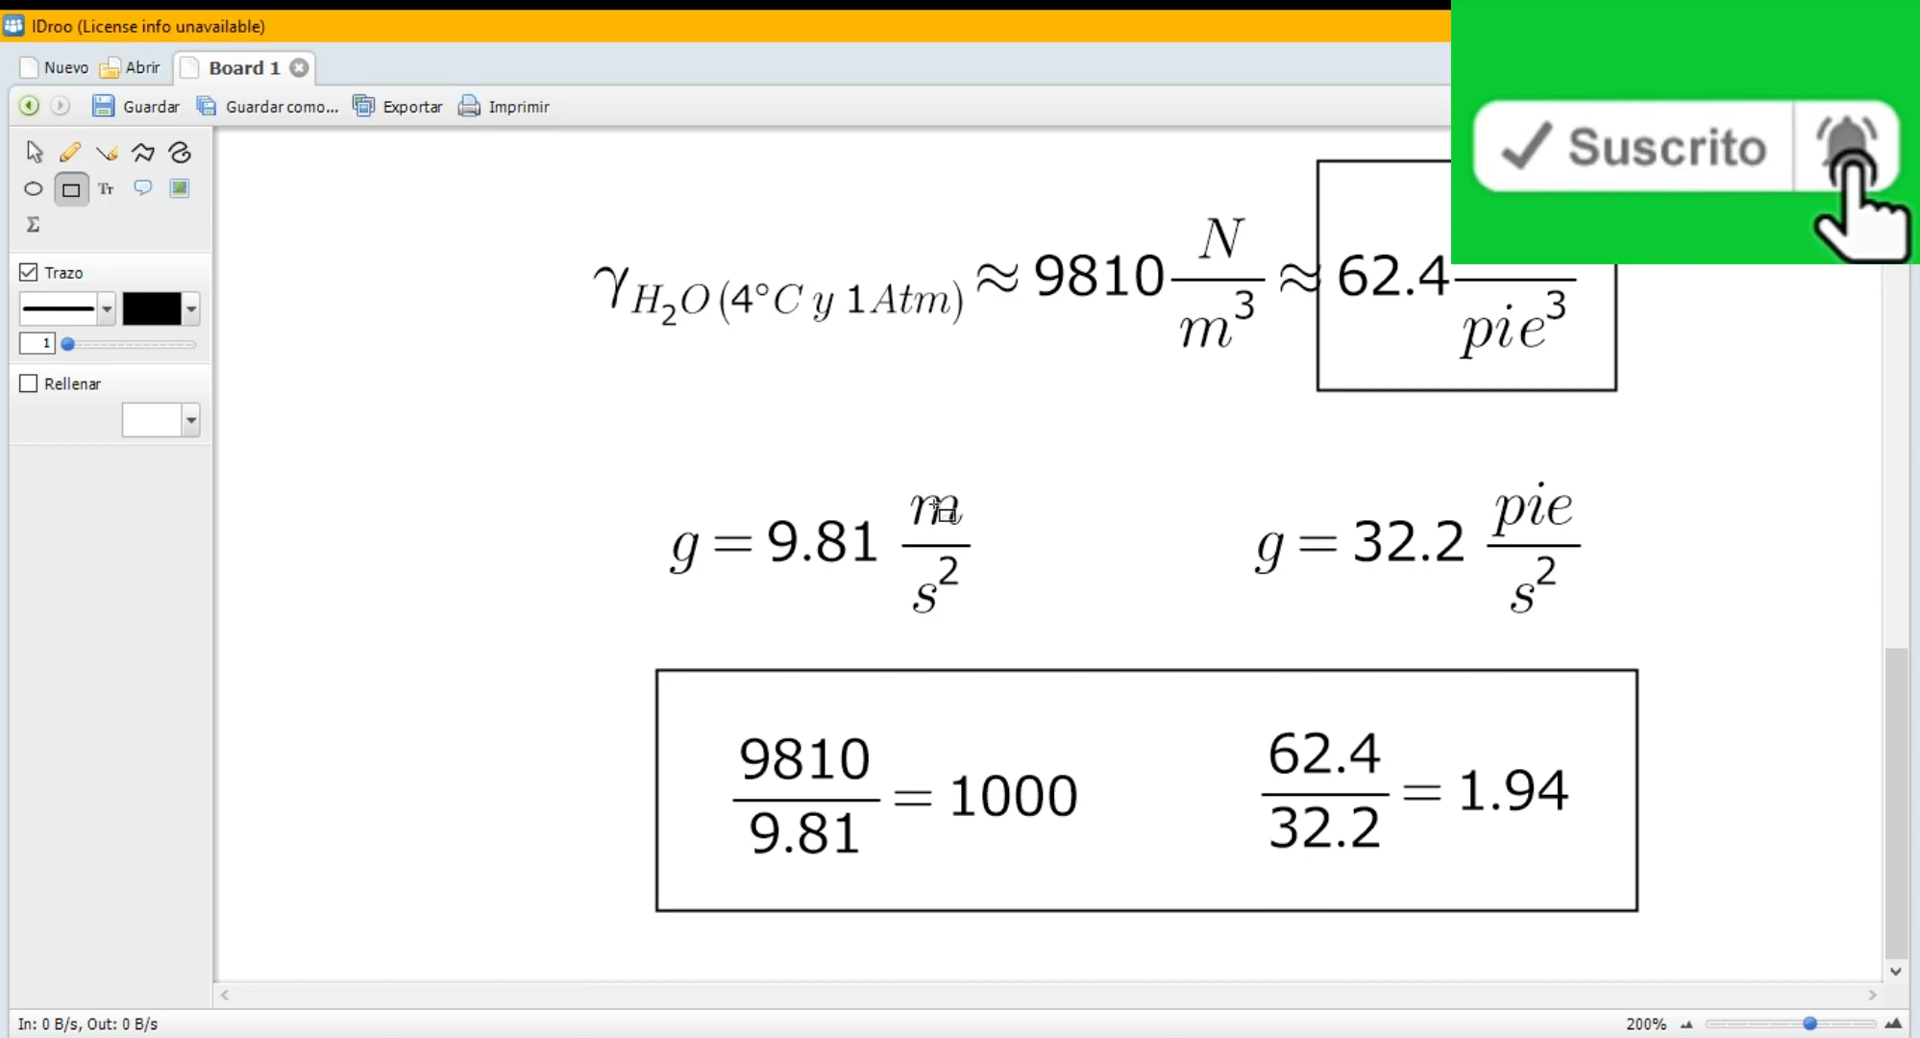 IDroo (License info unavailable)
Nuevo Abrir Board 1
Guardar Guardar como... Exportar Imprimir
Suscrito
Tr
Σ
Trazo
1
Rellenar
γ H₂O (4°C y 1 Atm) ≈ 9810 N/m³ ≈ 62.4 /pie³
g = 9.81 m/s²
g = 32.2 pie/s²
9810/9.81 = 1000
62.4/32.2 = 1.94
In: 0 B/s, Out: 0 B/s
200%